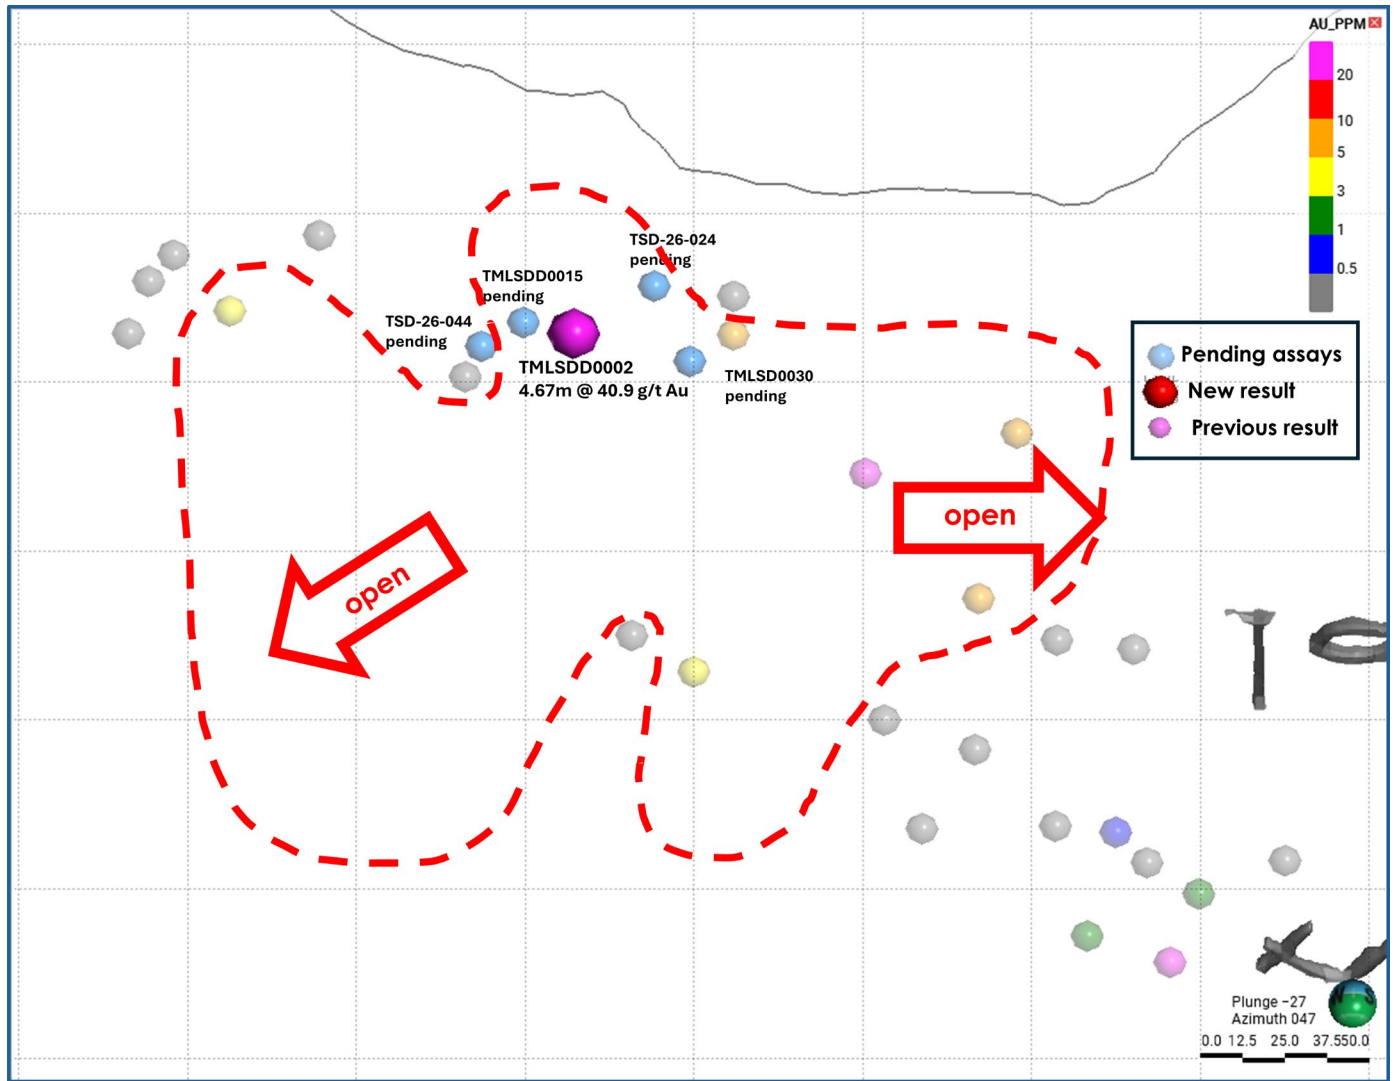 AU_PPM
20
10
5
3
1
0.5
TSD-26-024
pending
TMLSDD0015
pending
TSD-26-044
pending
TMLSDD0002
4.67m @ 40.9 g/t Au
TMLSD0030
pending
Pending assays
New result
Previous result
open
open
N S
Plunge -27
Azimuth 047
0.0 12.5 25.0 37.550.0